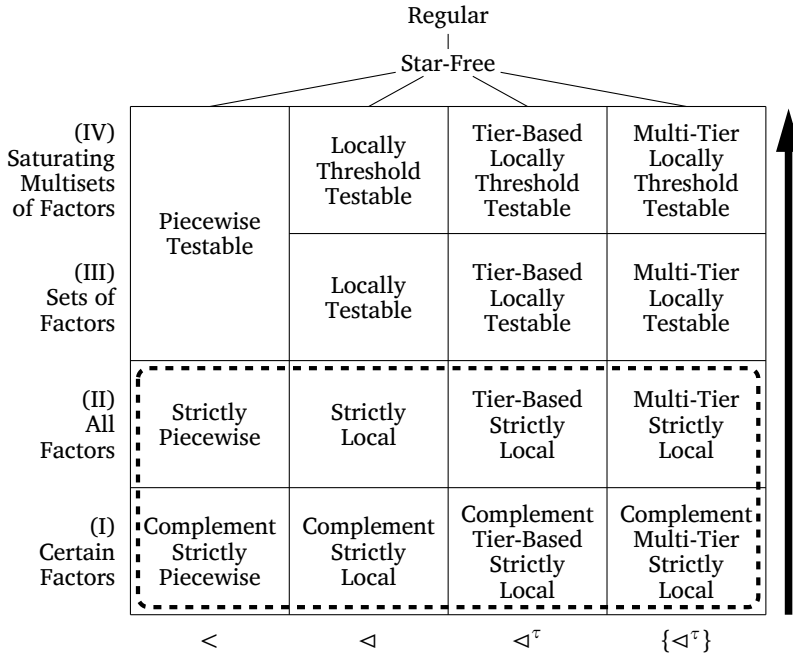 Regular
Star-Free
(IV)
Saturating
Multisets
of Factors
Piecewise
Testable
Locally
Threshold
Testable
Tier-Based
Locally
Threshold
Testable
Multi-Tier
Locally
Threshold
Testable
(III)
Sets of
Factors
Locally
Testable
Tier-Based
Locally
Testable
Multi-Tier
Locally
Testable
(II)
All
Factors
Strictly
Piecewise
Strictly
Local
Tier-Based
Strictly
Local
Multi-Tier
Strictly
Local
(I)
Certain
Factors
Complement
Strictly
Piecewise
Complement
Strictly
Local
Complement
Tier-Based
Strictly
Local
Complement
Multi-Tier
Strictly
Local
<
⊲
⊲τ
{⊲τ}